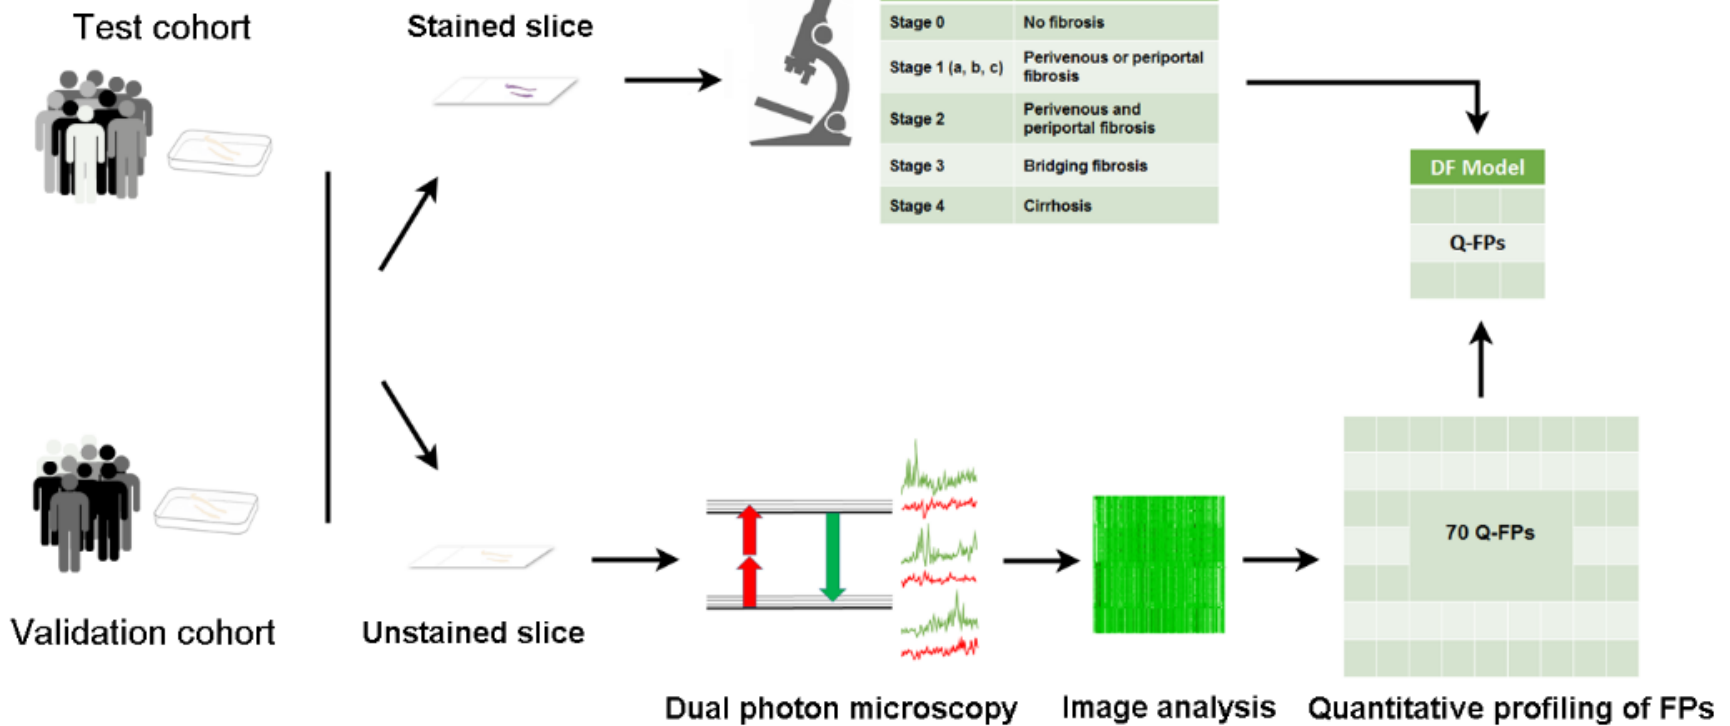 Test cohort
Stained slice
Stage 0 No fibrosis
Stage 1 (a, b, c) Perivenous or periportal
fibrosis
Stage 2 Perivenous and
periportal fibrosis
Stage 3 Bridging fibrosis
Stage 4 Cirrhosis
DF Model
Q-FPs
Validation cohort
Unstained slice
70 Q-FPs
Dual photon microscopy
Image analysis
Quantitative profiling of FPs